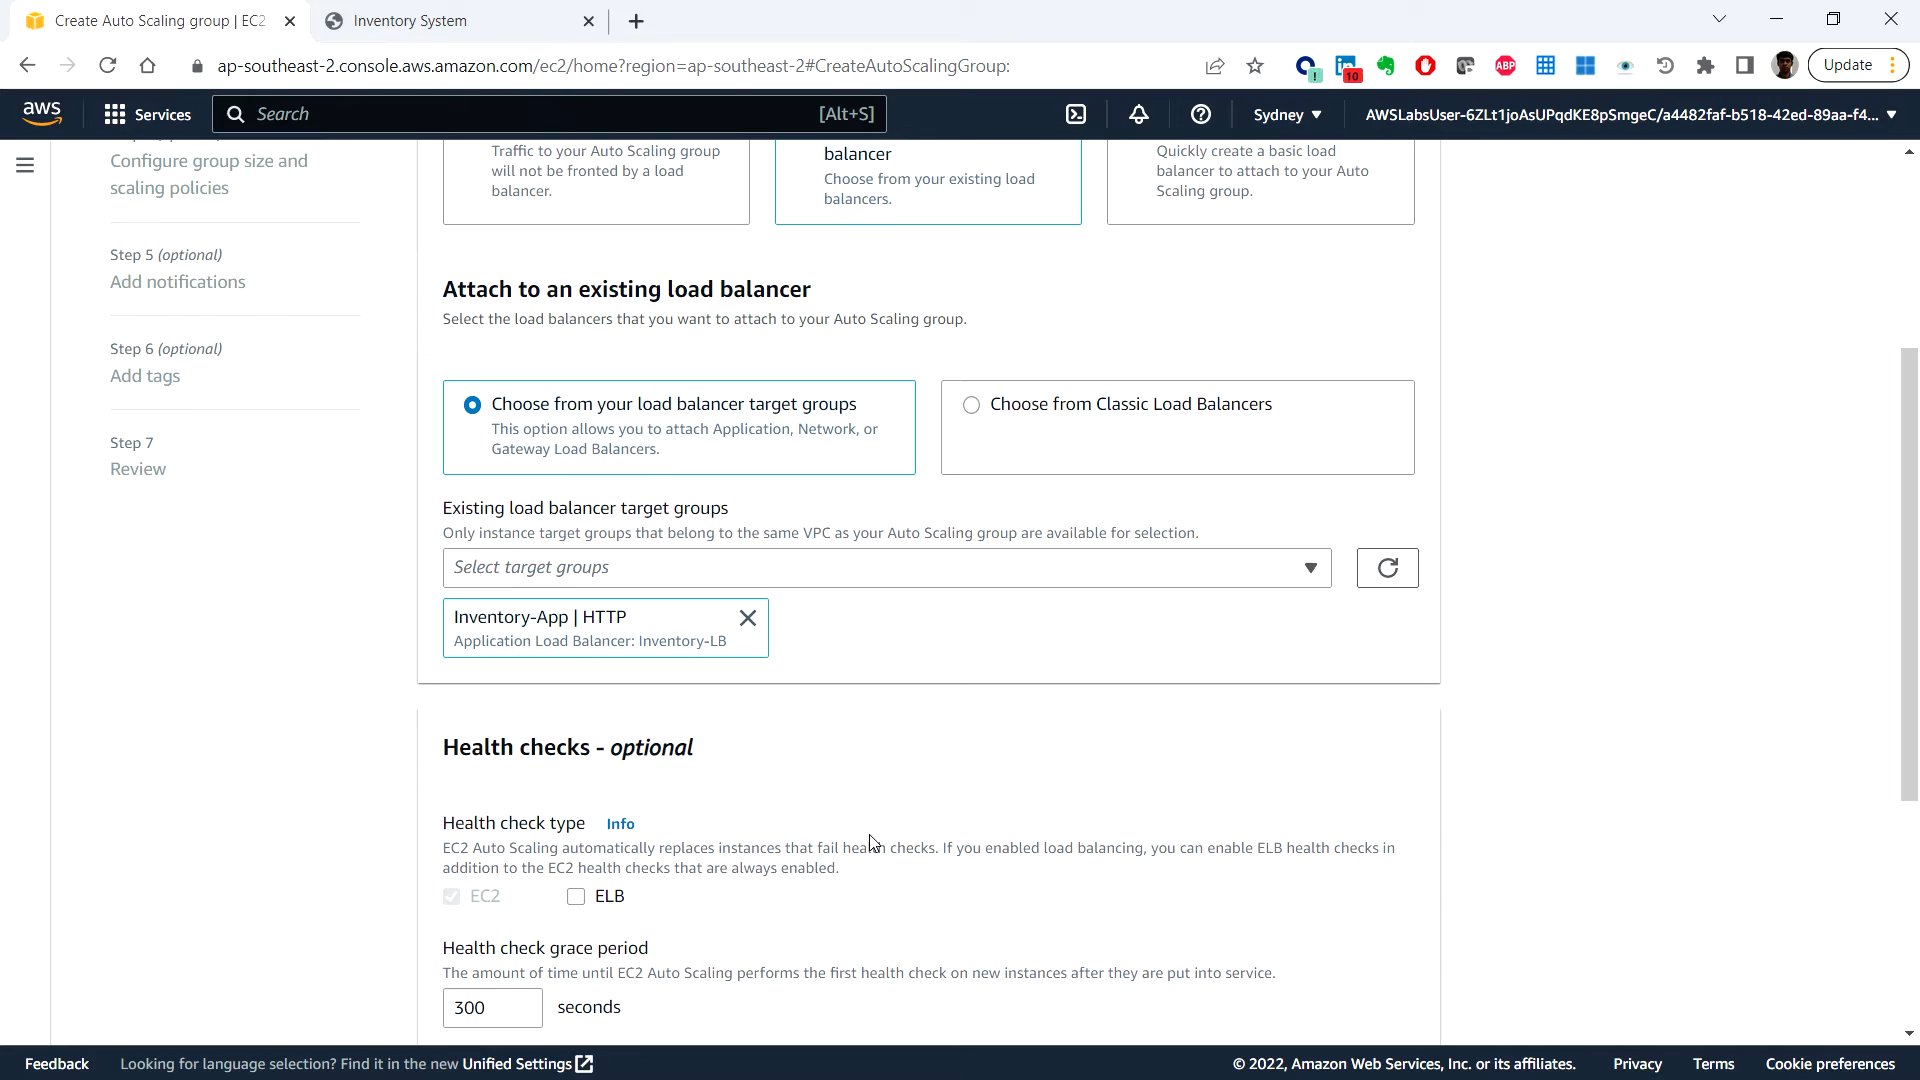 Create Auto Scaling group | EC2
Inventory System
ap-southeast-2.console.aws.amazon.com/ec2/home?region=ap-southeast-2#CreateAutoScalingGroup:
10
ABP
Update
aws
Services
Search
[Alt+S]
Sydney
AWSLabsUser-6ZLt1joAsUPqdKE8pSmgeC/a4482faf-b518-42ed-89aa-f4...
Configure group size and
scaling policies
Step 5 (optional)
Add notifications
Step 6 (optional)
Add tags
Step 7
Review
Traffic to your Auto Scaling group
will not be fronted by a load
balancer.
balancer
Choose from your existing load
balancers.
Quickly create a basic load
balancer to attach to your Auto
Scaling group.
Attach to an existing load balancer
Select the load balancers that you want to attach to your Auto Scaling group.
Choose from your load balancer target groups
This option allows you to attach Application, Network, or
Gateway Load Balancers.
Choose from Classic Load Balancers
Existing load balancer target groups
Only instance target groups that belong to the same VPC as your Auto Scaling group are available for selection.
Select target groups
Inventory-App | HTTP
Application Load Balancer: Inventory-LB
Health checks - optional
Health check type Info
EC2 Auto Scaling automatically replaces instances that fail health checks. If you enabled load balancing, you can enable ELB health checks in
addition to the EC2 health checks that are always enabled.
EC2
ELB
Health check grace period
The amount of time until EC2 Auto Scaling performs the first health check on new instances after they are put into service.
300 seconds
Feedback
Looking for language selection? Find it in the new Unified Settings
© 2022, Amazon Web Services, Inc. or its affiliates.
Privacy
Terms
Cookie preferences